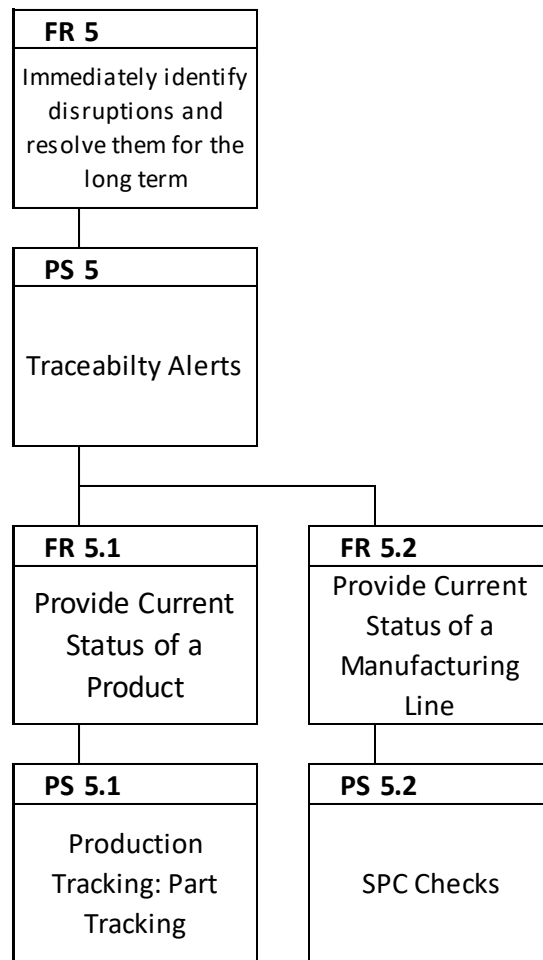 FR 5
Immediately identify
disruptions and
resolve them for the
long term
PS 5
Traceabilty Alerts
FR 5.1
Provide Current
Status of a
Product
FR 5.2
Provide Current
Status of a
Manufacturing
Line
PS 5.1
Production
Tracking: Part
Tracking
PS 5.2
SPC Checks